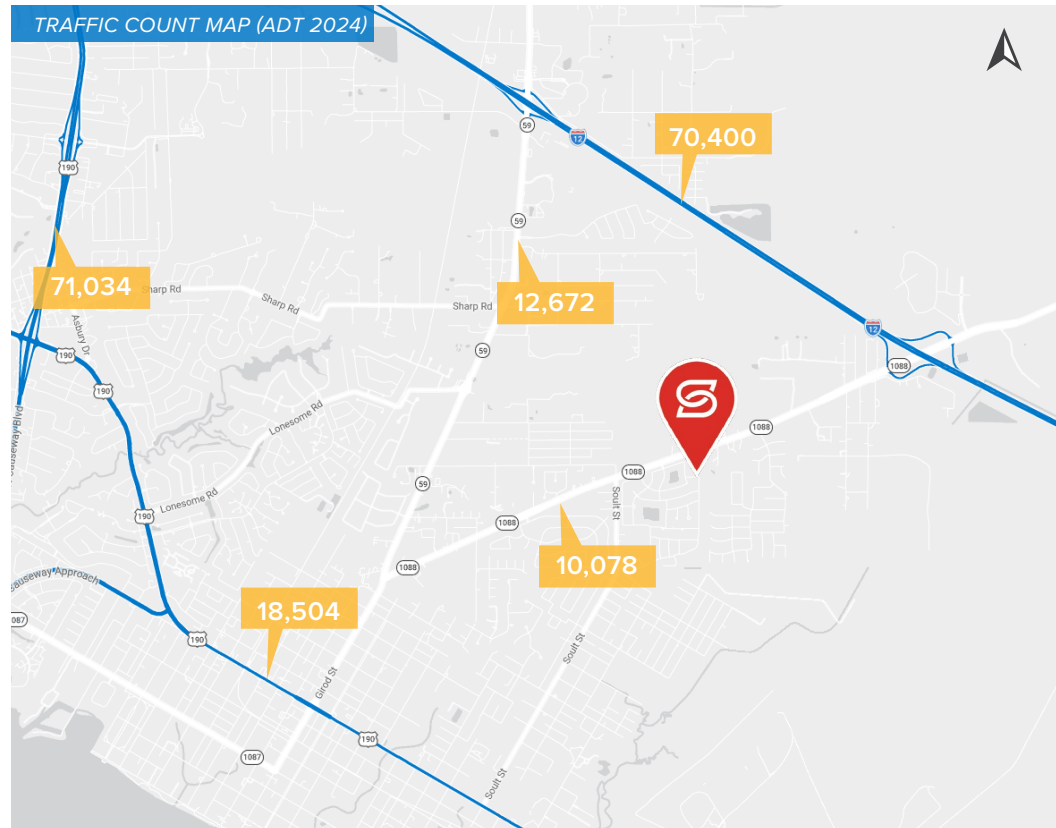 TRAFFIC COUNT MAP (ADT 2024)
59
12
70,400
190
59
71,034
Sharp Rd
Sharp Rd
Sharp Rd
12,672
Asbury Dr
12
190
59
1088
190
Causeway Blvd
Lonesome Rd
1088
1088
59
Soult St
Lonesome Rd
190
1088
10,078
1088
Causeway Approach
18,504
087
190
Soult St
Girod St
190
1087
Soult St